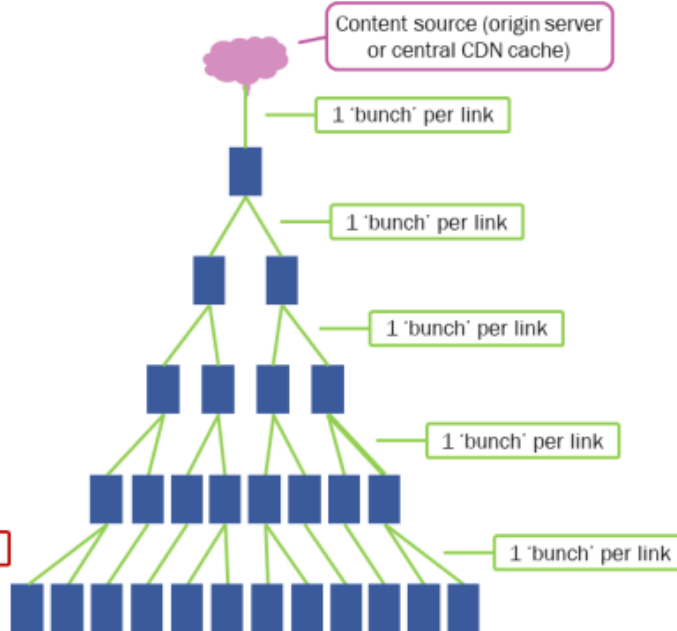 Content source (origin server
or central CDN cache)
1 'bunch' per link
1 'bunch' per link
1 'bunch' per link
1 'bunch' per link
1 'bunch' per link